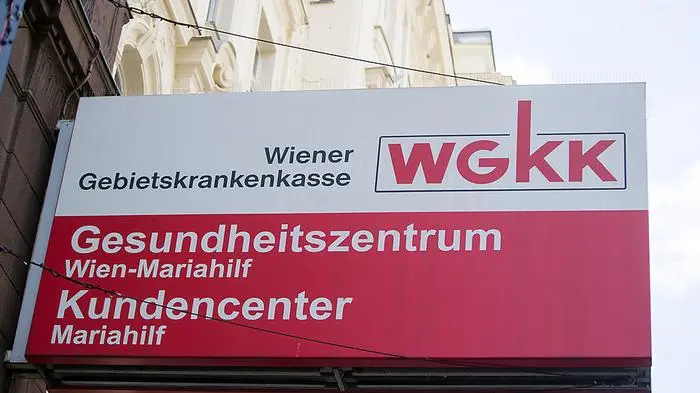 Wiener
Gebietskrankenkasse
WGKK
Gesundheitszentrum
Wien-Mariahilf
Kundencenter
Mariahilf